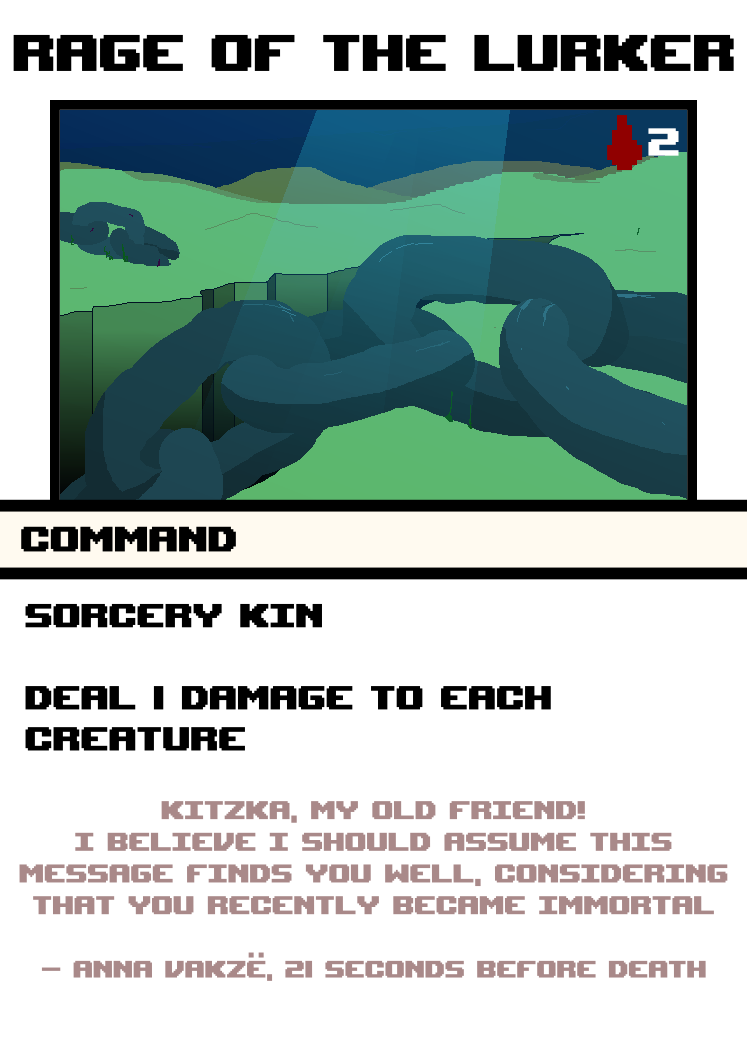 RAGE OF THE LURKER
2
COMMAND
SORCERY KIN
DEAL 1 DAMAGE TO EACH
CREATURE
KITZKA, MY OLD FRIEND!
I BELIEVE I SHOULD ASSUME THIS
MESSAGE FINDS YOU WELL, CONSIDERING
THAT YOU RECENTLY BECAME IMMORTAL
— ANNA VAKZË, 21 SECONDS BEFORE DEATH